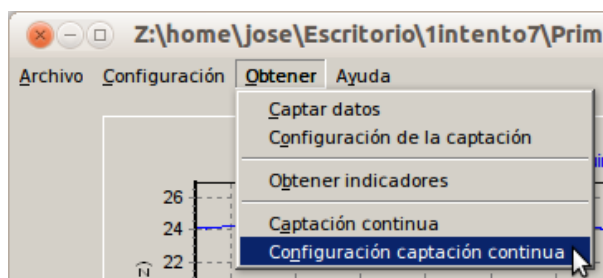 Z:\home\jose\Escritorio\1intento7\Prim
Archivo Configuración Obtener Ayuda
Captar datos
Configuración de la captación
Obtener indicadores
Captación continua
Configuración captación continua
26
24
22
z)